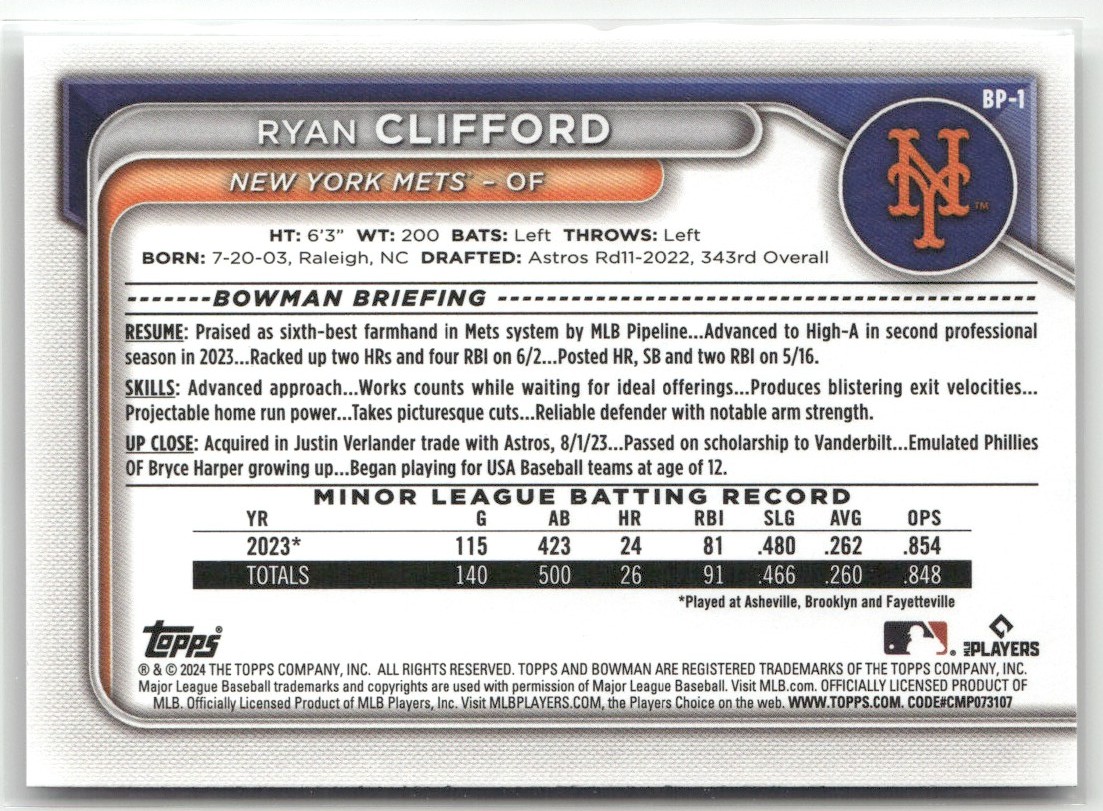 BP-1
RYAN CLIFFORD
NEW YORK METS - OF
NY
TM
HT: 6'3" WT: 200 BATS: Left THROWS: Left
BORN: 7-20-03, Raleigh, NC DRAFTED: Astros Rd11-2022, 343rd Overall
-------BOWMAN BRIEFING -------------------------------------------
RESUME: Praised as sixth-best farmhand in Mets system by MLB Pipeline...Advanced to High-A in second professional
season in 2023...Racked up two HRs and four RBI on 6/2...Posted HR, SB and two RBI on 5/16.
SKILLS: Advanced approach...Works counts while waiting for ideal offerings...Produces blistering exit velocities...
Projectable home run power...Takes picturesque cuts...Reliable defender with notable arm strength.
UP CLOSE: Acquired in Justin Verlander trade with Astros, 8/1/23...Passed on scholarship to Vanderbilt...Emulated Phillies
OF Bryce Harper growing up...Began playing for USA Baseball teams at age of 12.
MINOR LEAGUE BATTING RECORD
YR G AB HR RBI SLG AVG OPS
2023* 115 423 24 81 .480 .262 .854
TOTALS 140 500 26 91 .466 .260 .848
*Played at Asheville, Brooklyn and Fayetteville
Topps® MLB PLAYERS
® & © 2024 THE TOPPS COMPANY, INC. ALL RIGHTS RESERVED. TOPPS AND BOWMAN ARE REGISTERED TRADEMARKS OF THE TOPPS COMPANY, INC.
Major League Baseball trademarks and copyrights are used with permission of Major League Baseball. Visit MLB.com. OFFICIALLY LICENSED PRODUCT OF
MLB. Officially Licensed Product of MLB Players, Inc. Visit MLBPLAYERS.COM, the Players Choice on the web. WWW.TOPPS.COM. CODE#CMP073107